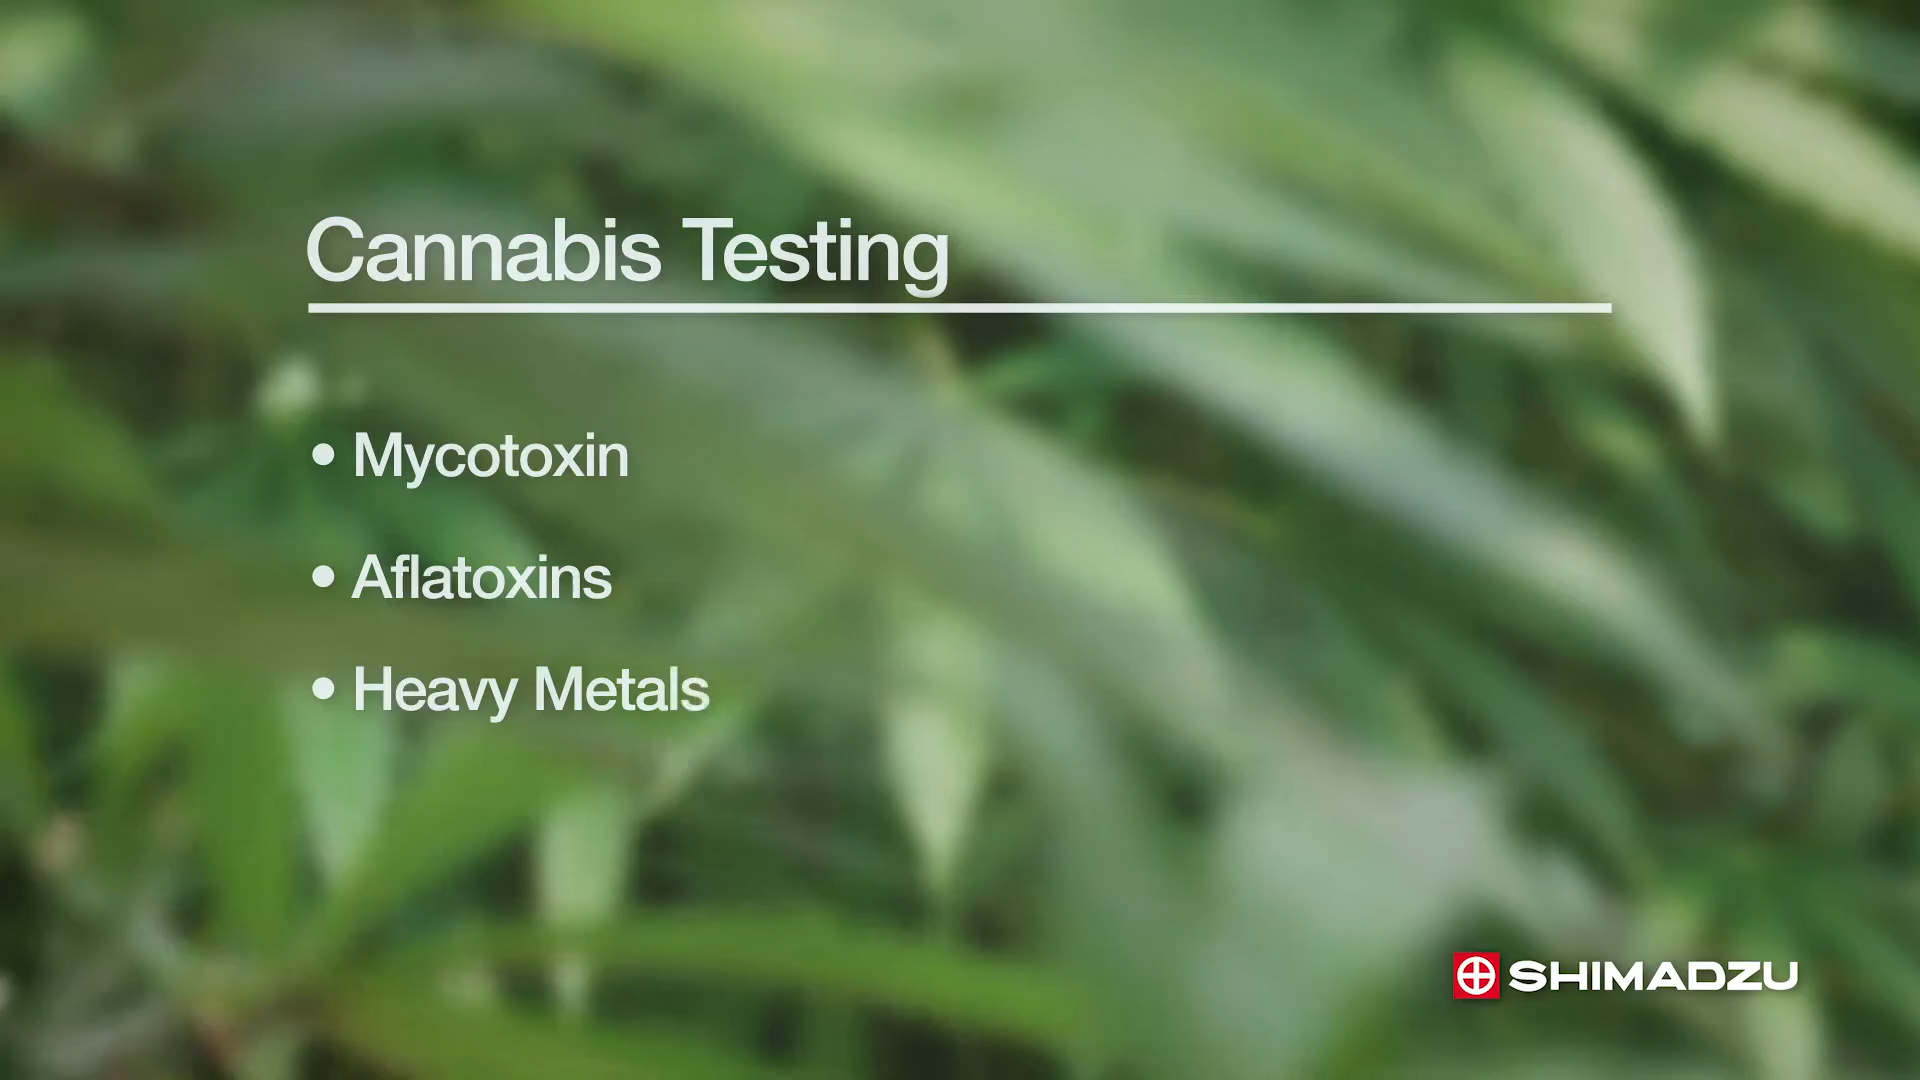 Cannabis Testing
• Mycotoxin
• Aflatoxins
• Heavy Metals
SHIMADZU